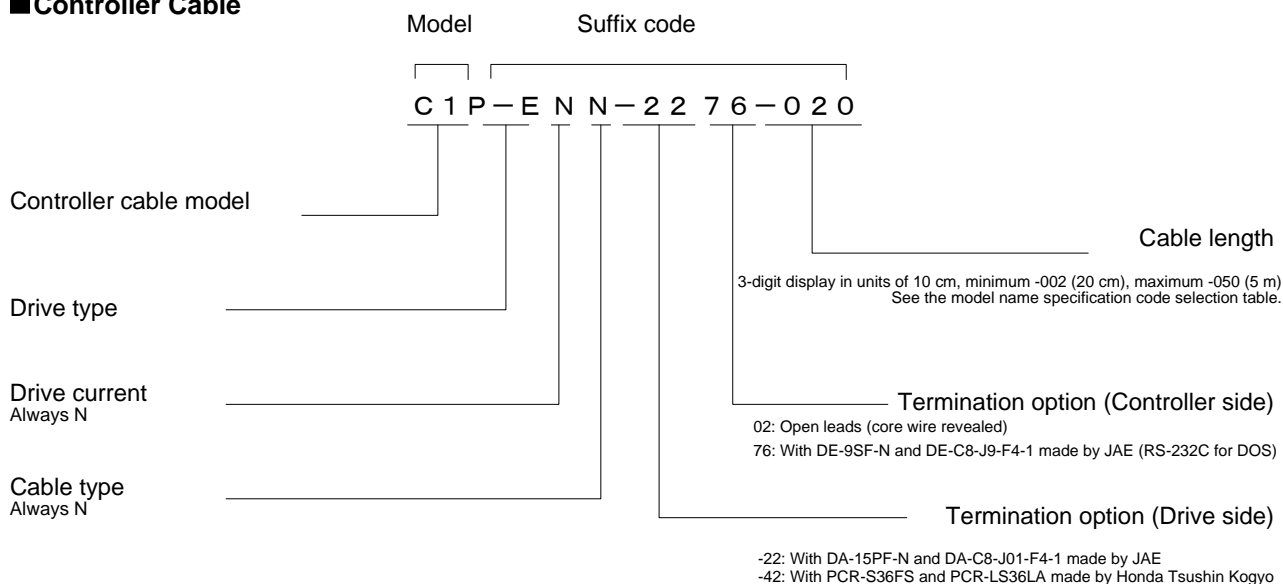 ■Controller Cable
Model Suffix code
C1P-ENN-2276-020
Controller cable model
Cable length
3-digit display in units of 10 cm, minimum -002 (20 cm), maximum -050 (5 m)
See the model name specification code selection table.
Drive type
Drive current
Always N
Termination option (Controller side)
02: Open leads (core wire revealed)
76: With DE-9SF-N and DE-C8-J9-F4-1 made by JAE (RS-232C for DOS)
Cable type
Always N
Termination option (Drive side)
-22: With DA-15PF-N and DA-C8-J01-F4-1 made by JAE
-42: With PCR-S36FS and PCR-LS36LA made by Honda Tsushin Kogyo